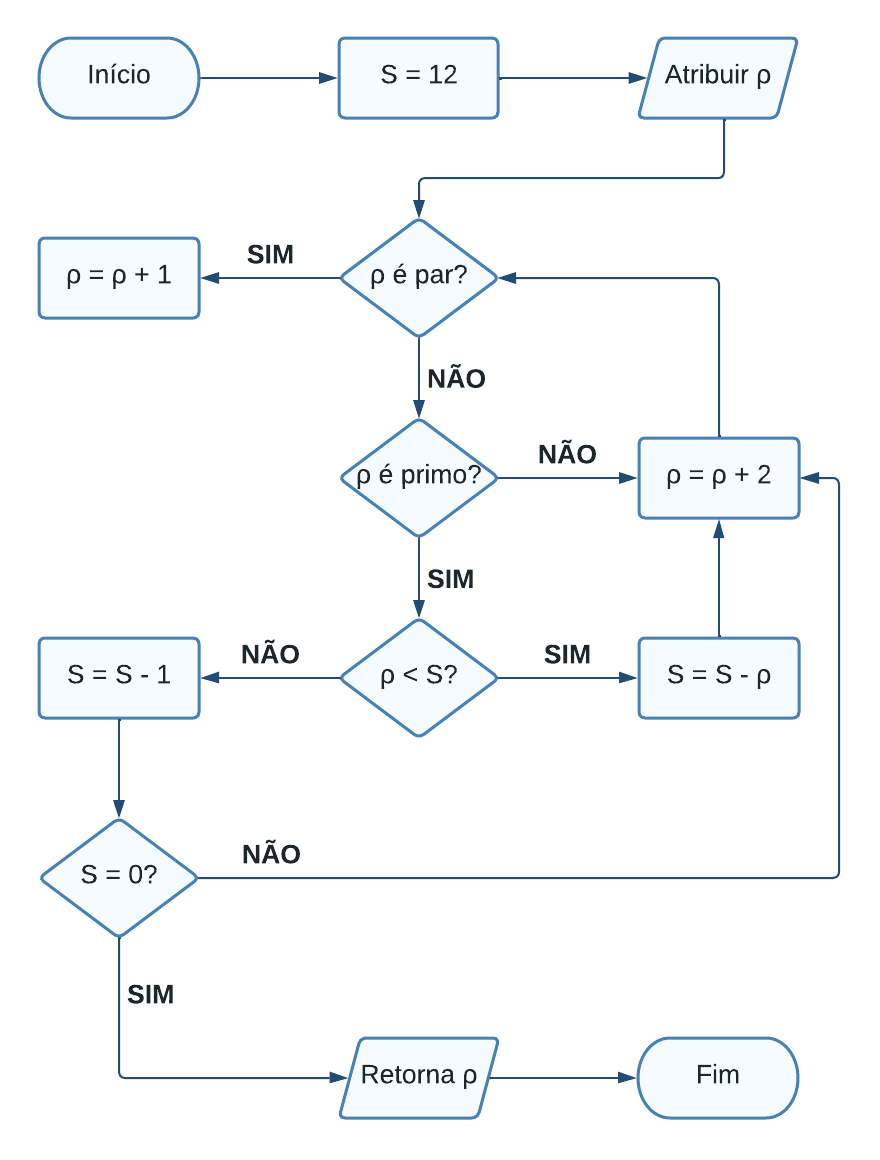 Início
S = 12
Atribuir ρ
ρ = ρ + 1
SIM
ρ é par?
NÃO
ρ é primo?
NÃO
ρ = ρ + 2
SIM
S = S - 1
NÃO
ρ < S?
SIM
S = S - ρ
S = 0?
NÃO
SIM
Retorna ρ
Fim